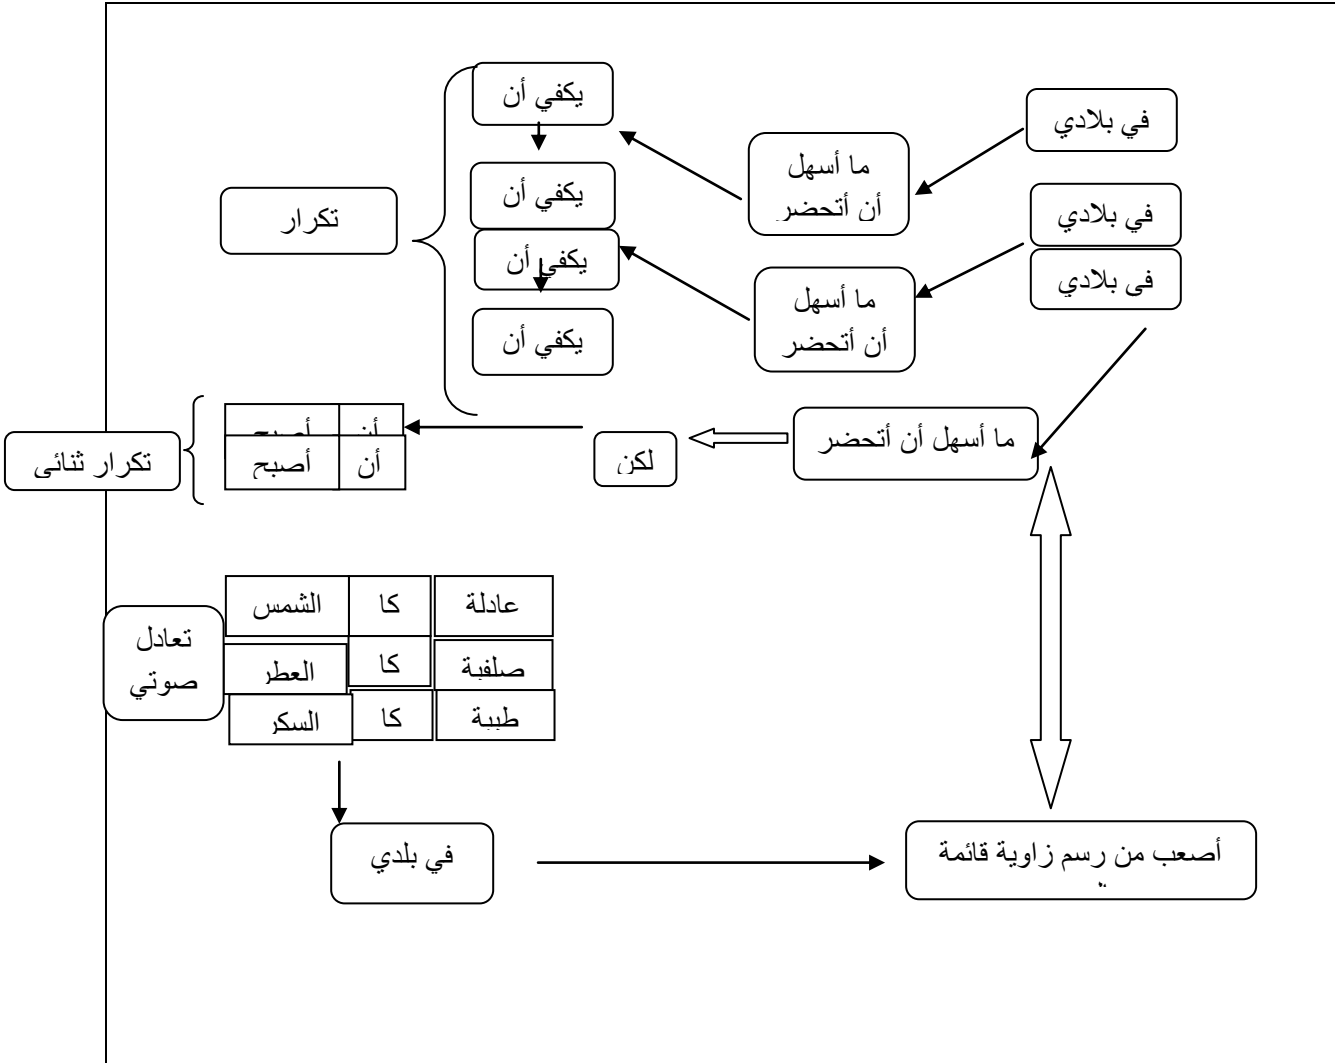 في بلادي
ما أسهل
أن أتحضر
يكفي أن
يكفي أن
تكرار
في بلادي
في بلادي
ما أسهل
أن أتحضر
يكفي أن
يكفي أن
ما أسهل أن أتحضر
لكن
أن أصبح
أن أصبح
تكرار ثنائي
عادلة كا الشمس
صلفية كا العطر
طيبة كا السكر
تعادل
صوتي
في بلدي
أصعب من رسم زاوية قائمة